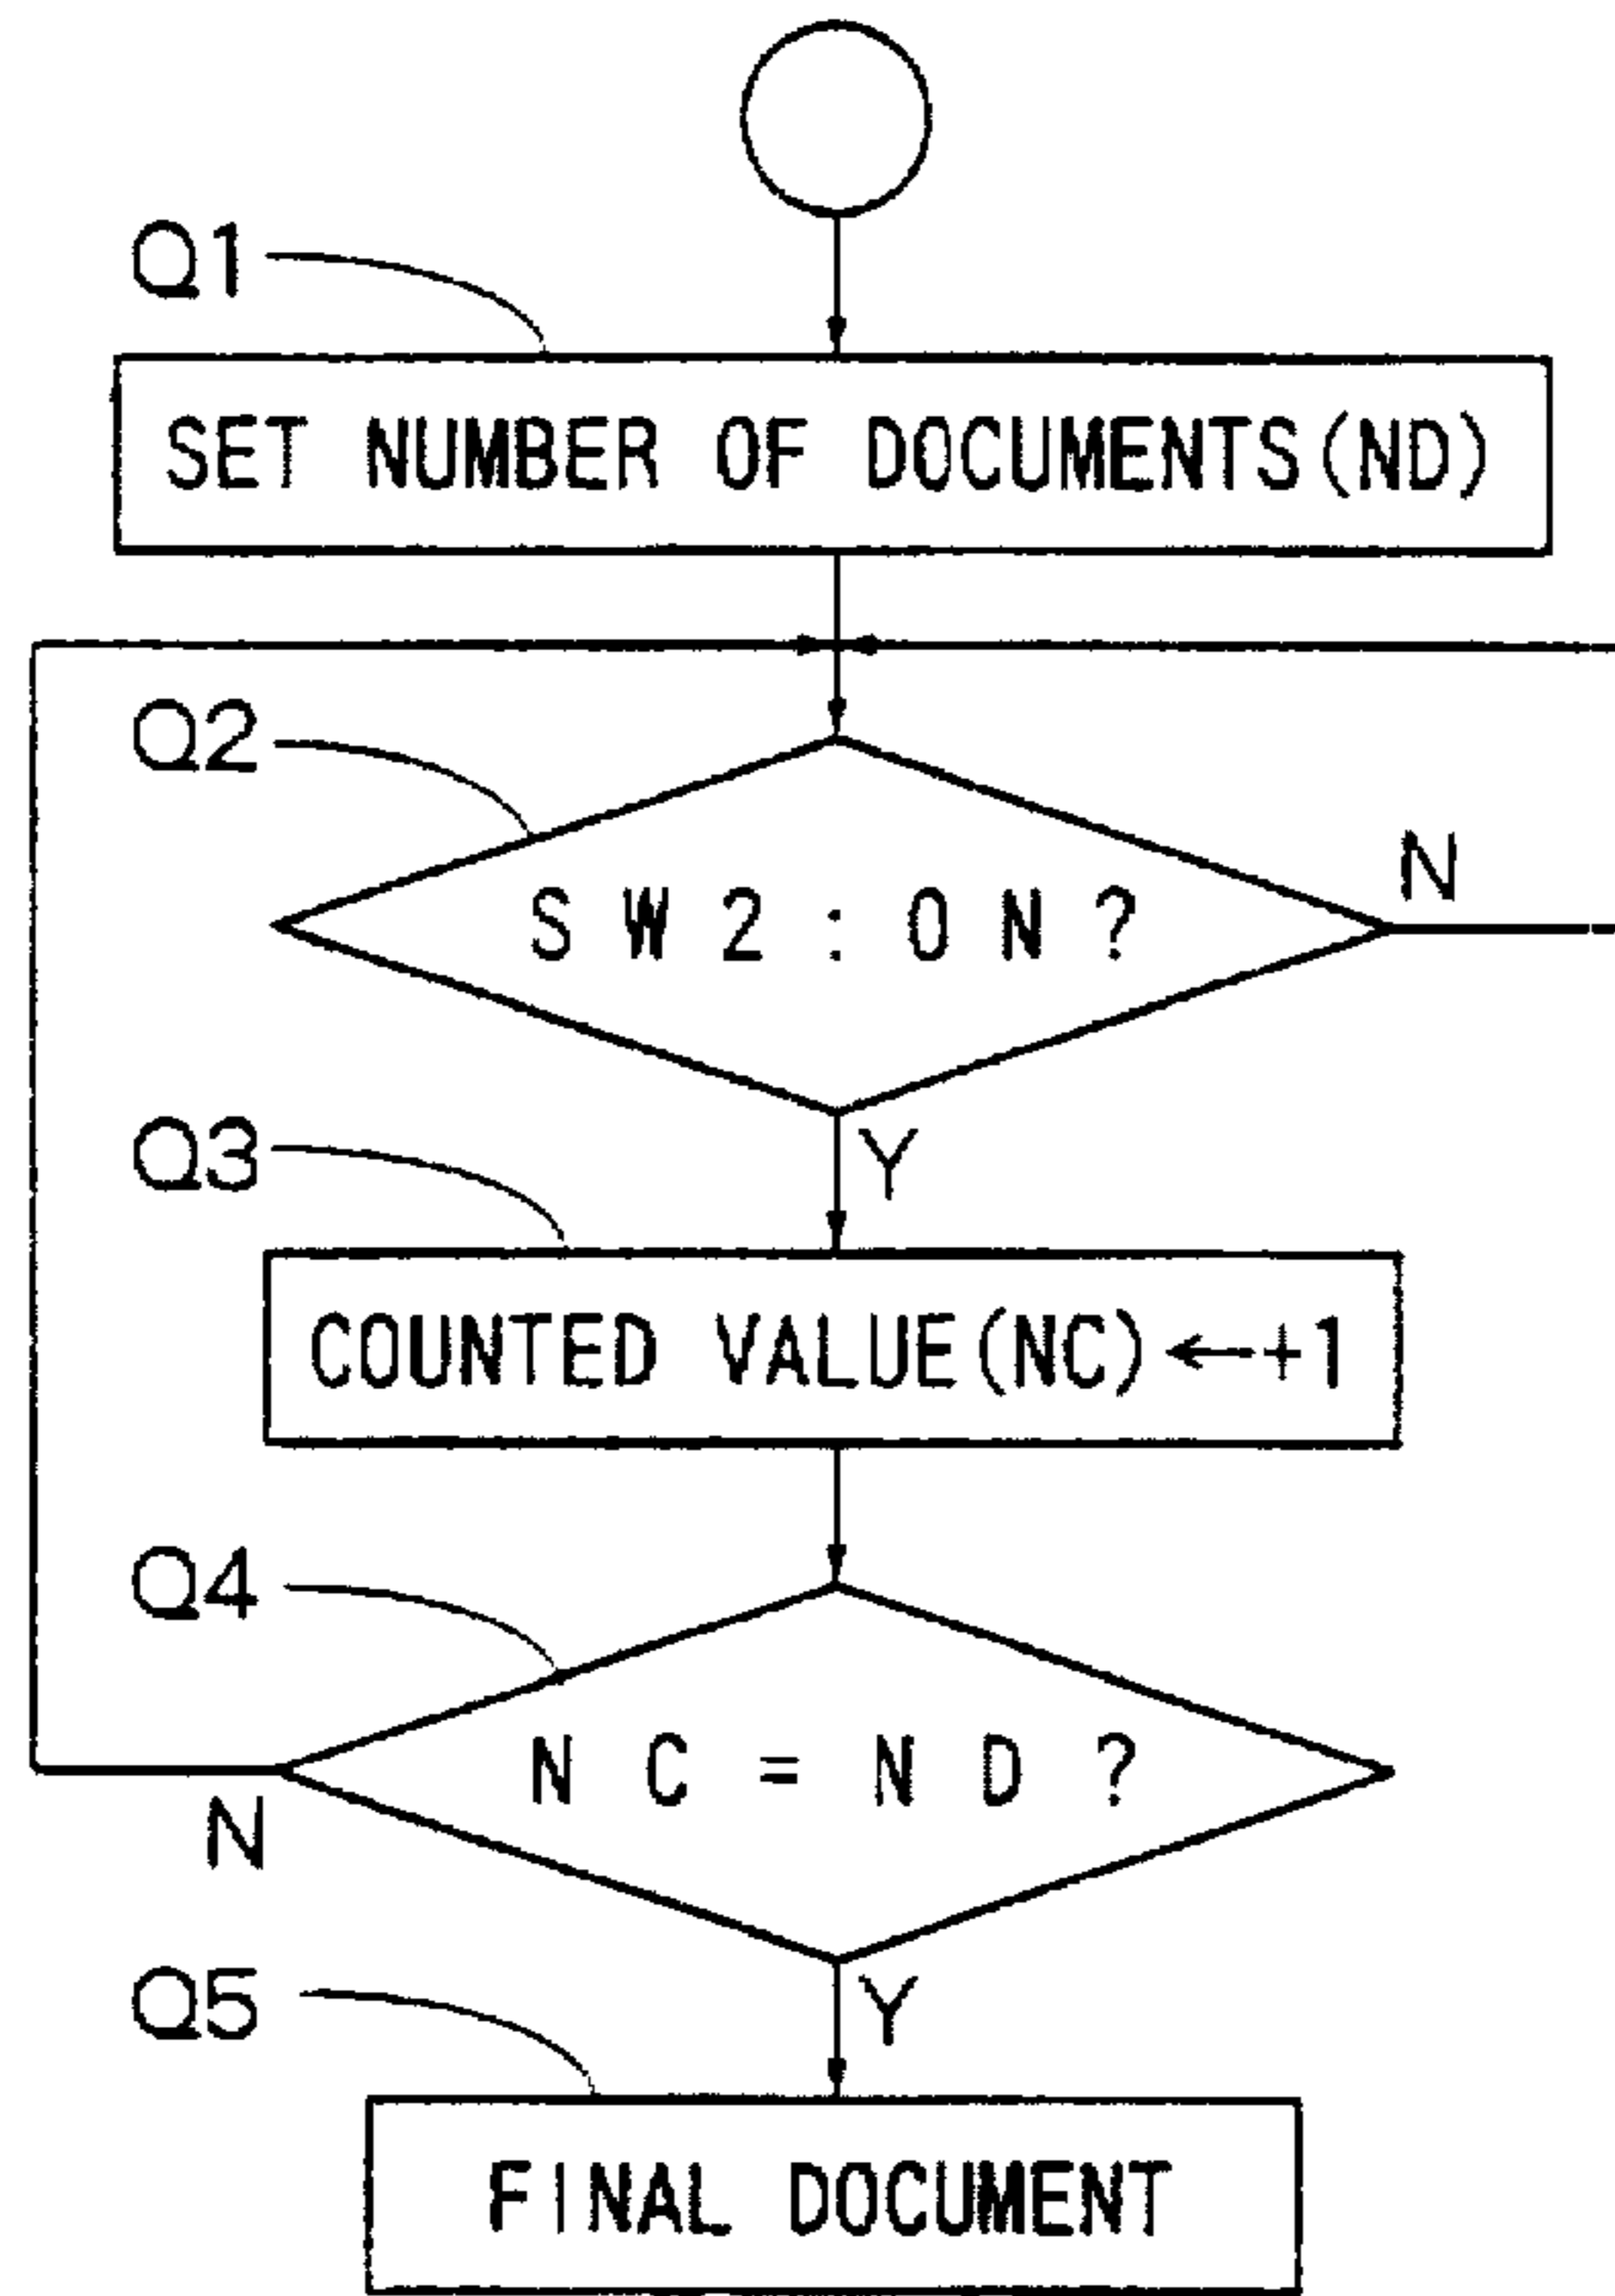 Q1
SET NUMBER OF DOCUMENTS(ND)
Q2
SW2:ON?
N
Y
Q3
COUNTED VALUE(NC)←+1
Q4
NC=ND?
N
Y
Q5
FINAL DOCUMENT